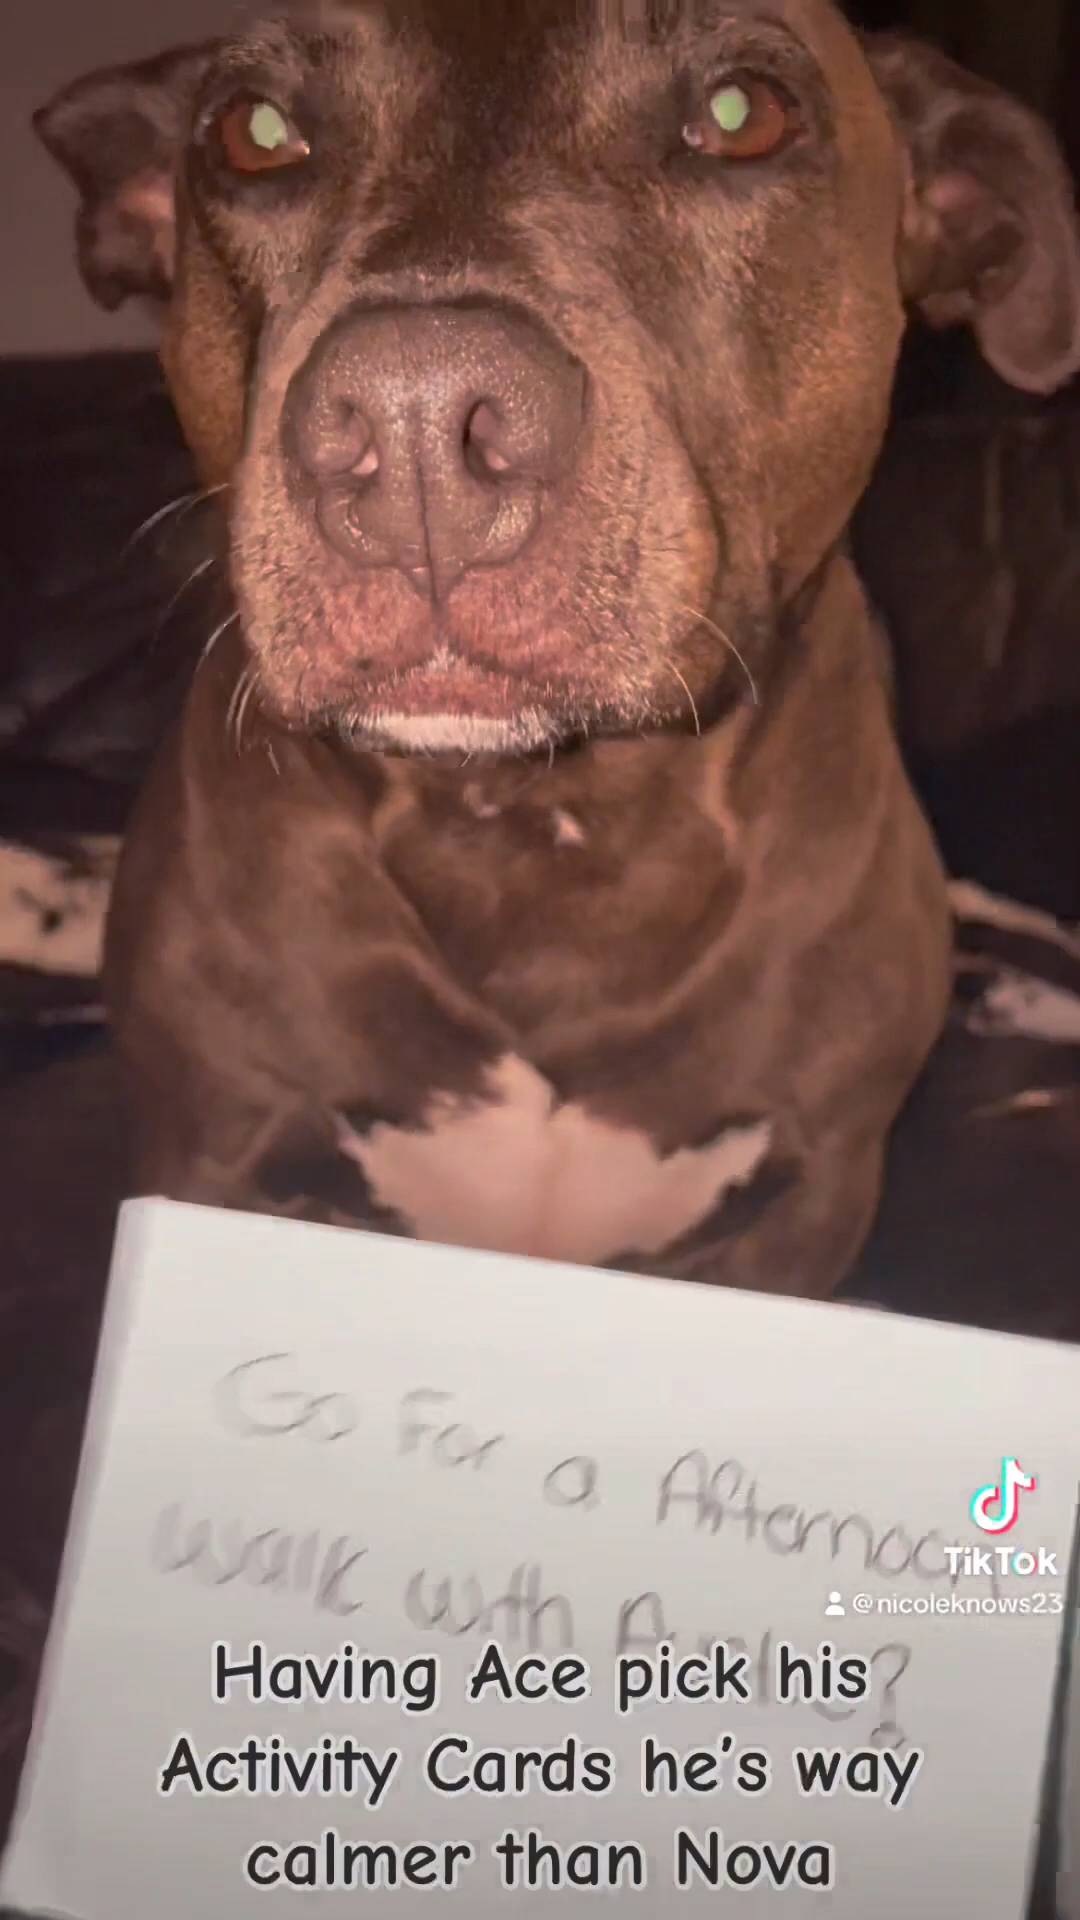 Go For a Afternoon
Walk with
?
TikTok
@nicoleknows23
Having Ace pick his
Activity Cards he's way
calmer than Nova